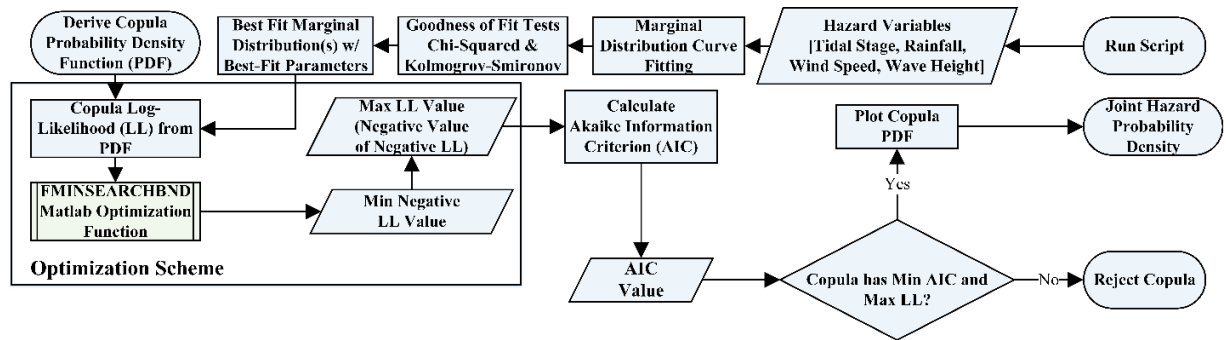 Derive Copula
Probability Density
Function (PDF)
Best Fit Marginal
Distribution(s) w/
Best-Fit Parameters
Goodness of Fit Tests
Chi-Squared &
Kolmogrov-Smironov
Marginal
Distribution Curve
Fitting
Hazard Variables
[Tidal Stage, Rainfall,
Wind Speed, Wave Height]
Run Script
Copula Log-
Likelihood (LL) from
PDF
Max LL Value
(Negative Value
of Negative LL)
Calculate
Akaike Information
Criterion (AIC)
Plot Copula
PDF
Joint Hazard
Probability
Density
FMINSEARCHBND
Matlab Optimization
Function
Min Negative
LL Value
Yes
Optimization Scheme
AIC
Value
Copula has Min AIC and
Max LL?
No
Reject Copula